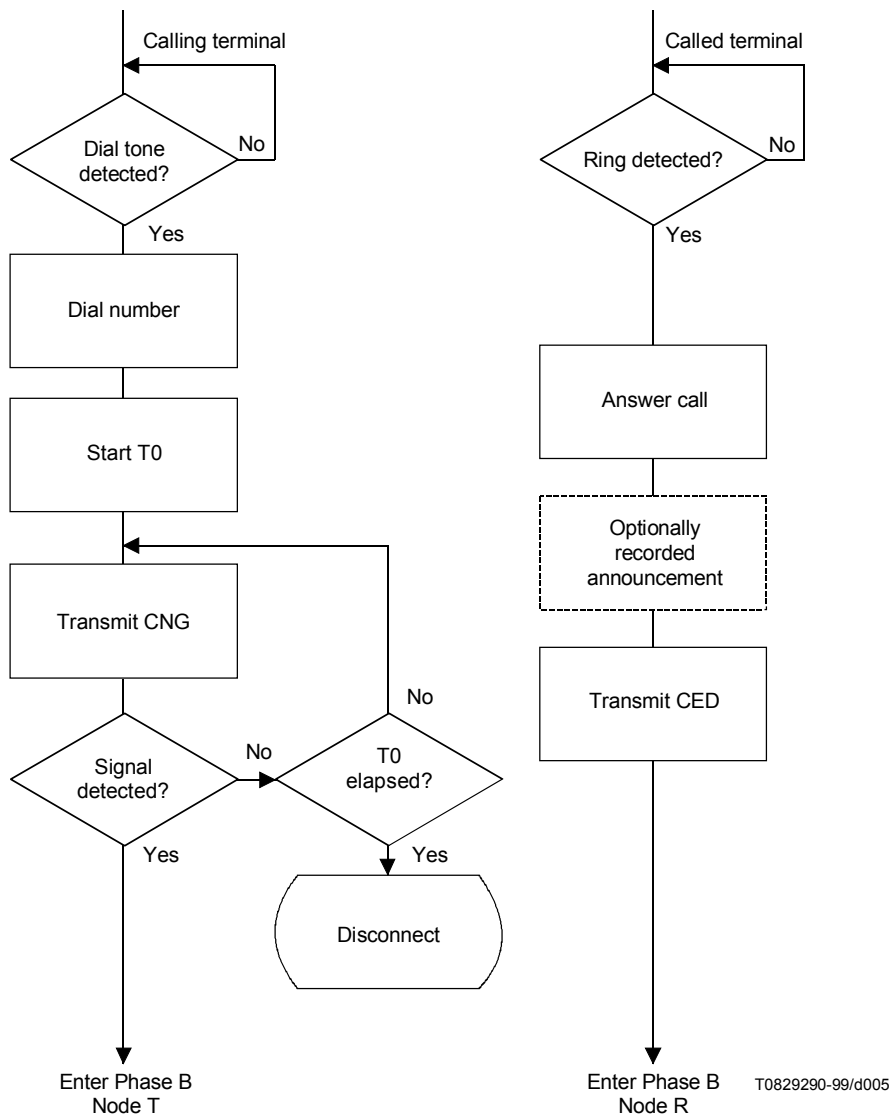 Calling terminal
Dial tone
detected?
No
Yes
Dial number
Start T0
Transmit CNG
No
Signal
detected?
No
T0
elapsed?
Yes
Yes
Disconnect
Enter Phase B
Node T
Called terminal
Ring detected?
No
Yes
Answer call
Optionally
recorded
announcement
Transmit CED
Enter Phase B
Node R
T0829290-99/d005